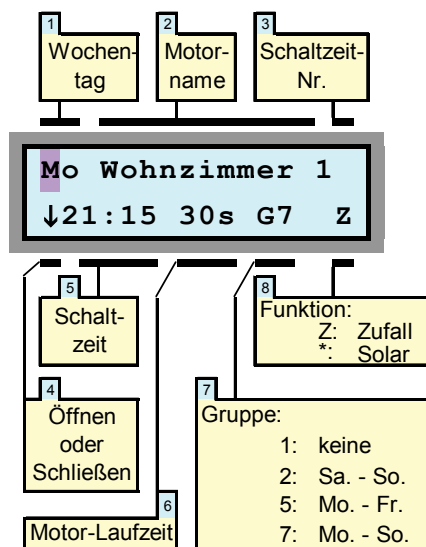 1
Wochen-
tag
2
Motor-
name
3
Schaltzeit-
Nr.
Mo Wohnzimmer 1
↓21:15 30s G7 Z
5
Schalt-
zeit
8
Funktion:
Z: Zufall
*: Solar
4
Öffnen
oder
Schließen
7
Gruppe:
1: keine
2: Sa. - So.
5: Mo. - Fr.
7: Mo. - So.
6
Motor-Laufzeit